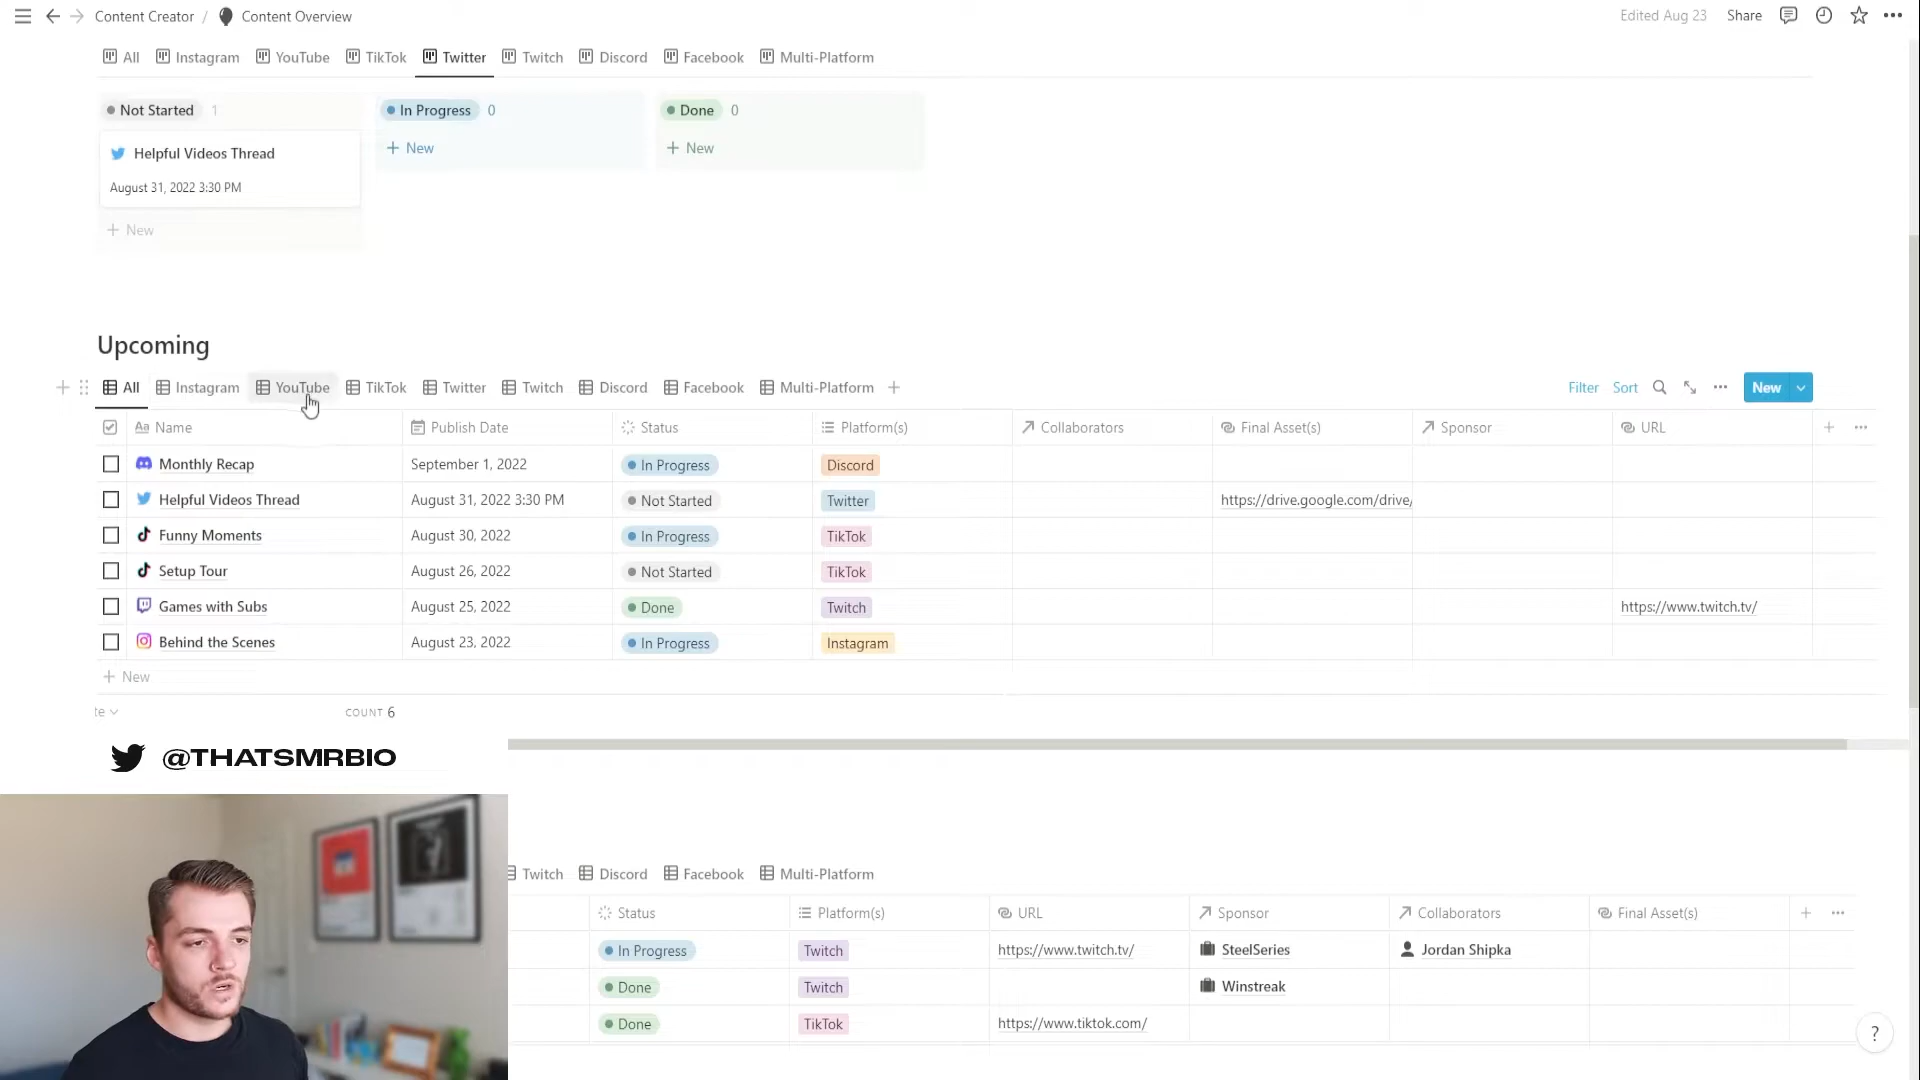 Content Creator / Content Overview Edited Aug 23 Share
All Instagram YouTube TikTok Twitter Twitch Discord Facebook Multi-Platform
Not Started 1 In Progress 0 Done 0
Helpful Videos Thread + New + New
August 31, 2022 3:30 PM
+ New
Upcoming
All Instagram YouTube TikTok Twitter Twitch Discord Facebook Multi-Platform + Filter Sort New
Aa Name Publish Date Status Platform(s) Collaborators Final Asset(s) Sponsor URL
Monthly Recap September 1, 2022 In Progress Discord
Helpful Videos Thread August 31, 2022 3:30 PM Not Started Twitter https://drive.google.com/drive/
Funny Moments August 30, 2022 In Progress TikTok
Setup Tour August 26, 2022 Not Started TikTok
Games with Subs August 25, 2022 Done Twitch https://www.twitch.tv/
Behind the Scenes August 23, 2022 In Progress Instagram
+ New
te COUNT 6
@THATSMRBIO
Twitch Discord Facebook Multi-Platform
Status Platform(s) URL Sponsor Collaborators Final Asset(s)
In Progress Twitch https://www.twitch.tv/ SteelSeries Jordan Shipka
Done Twitch Winstreak
Done TikTok https://www.tiktok.com/
?